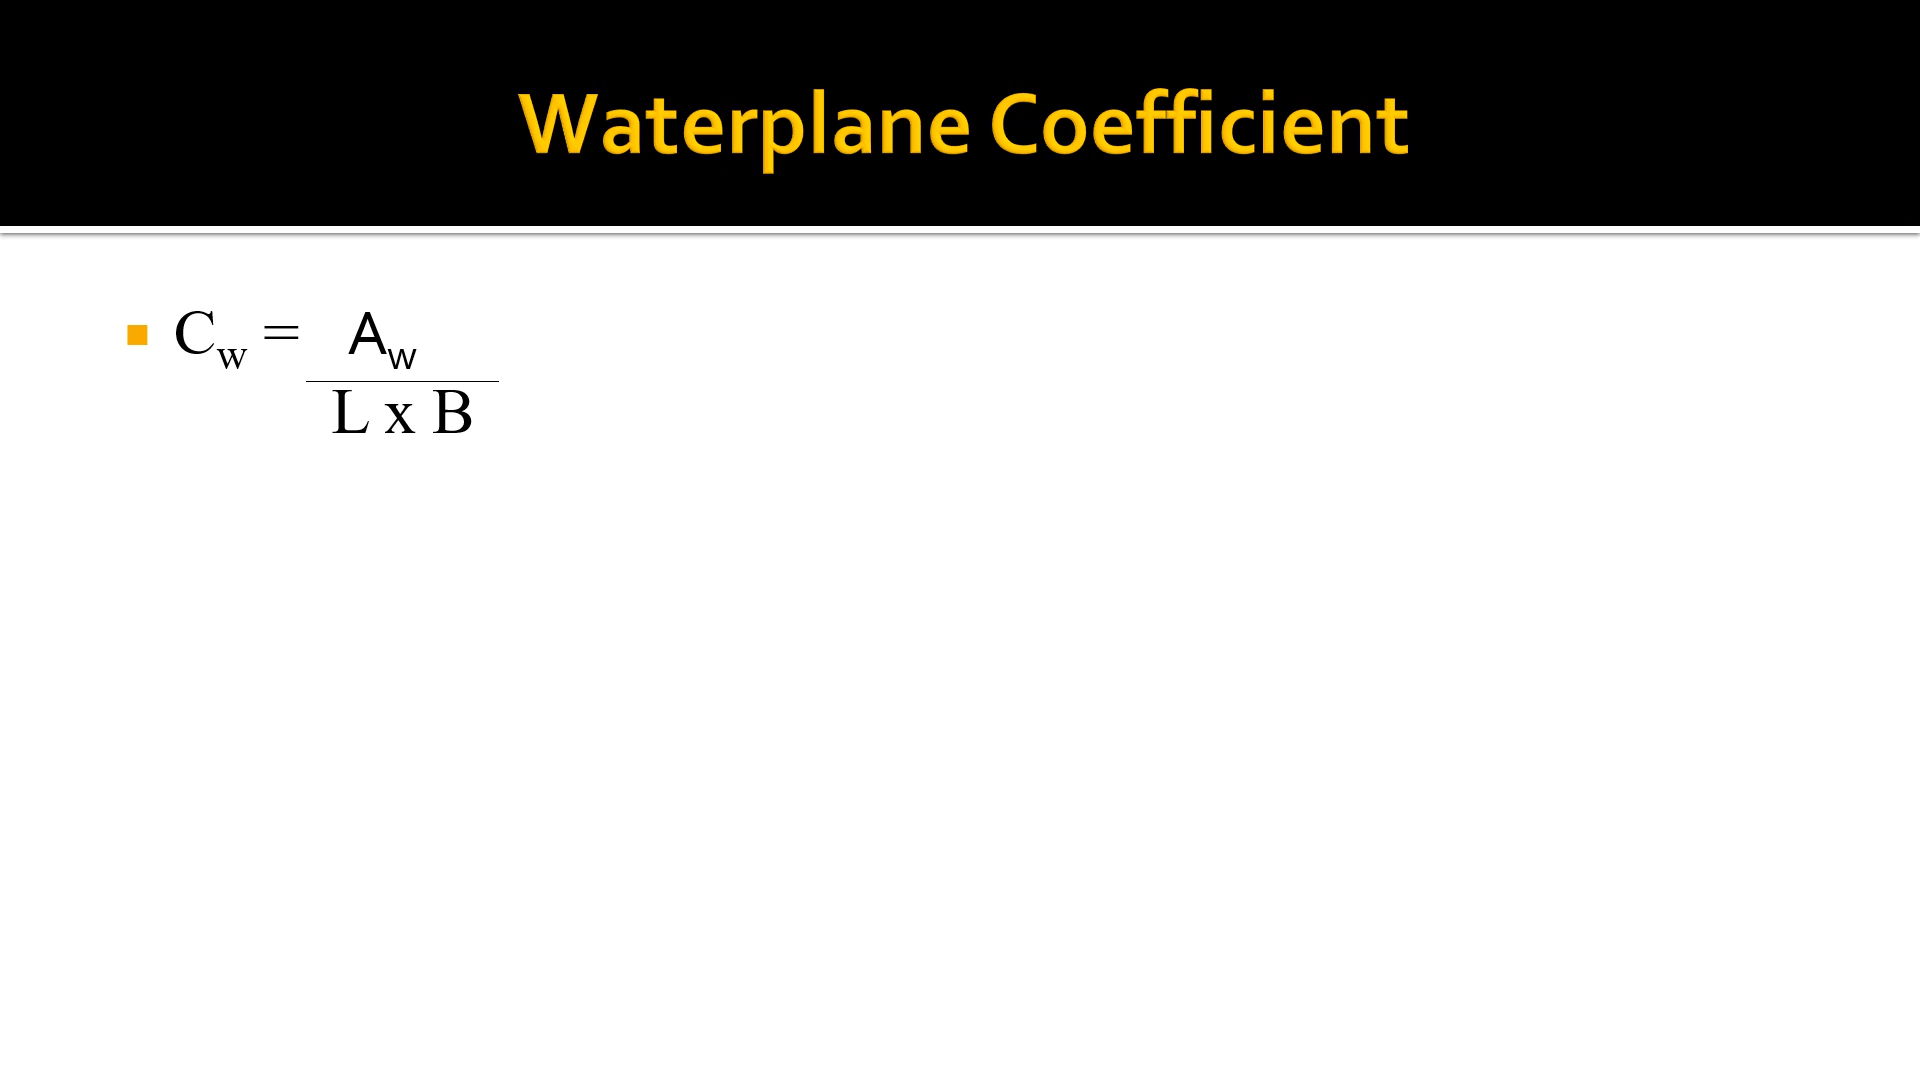 Waterplane Coefficient
▪ Cw = Aw
L x B